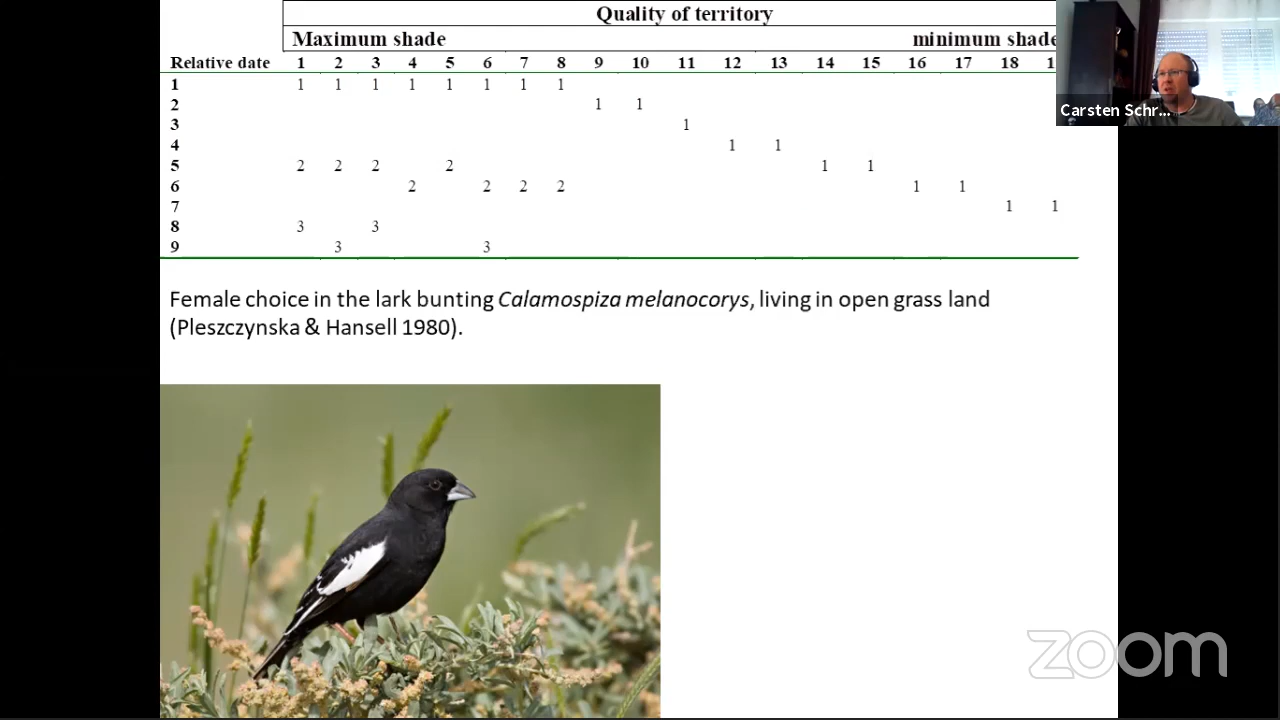 Quality of territory
Maximum shade minimum shade
Relative date 1 2 3 4 5 6 7 8 9 10 11 12 13 14 15 16 17 18 1
1 1 1 1 1 1 1 1 1
2 1 1
3 1
4 1 1
5 2 2 2 2 1 1
6 2 2 2 2 1 1
7 1 1
8 3 3
9 3 3
Female choice in the lark bunting Calamospiza melanocorys, living in open grass land
(Pleszczynska & Hansell 1980).
Carsten Schr...
zoom